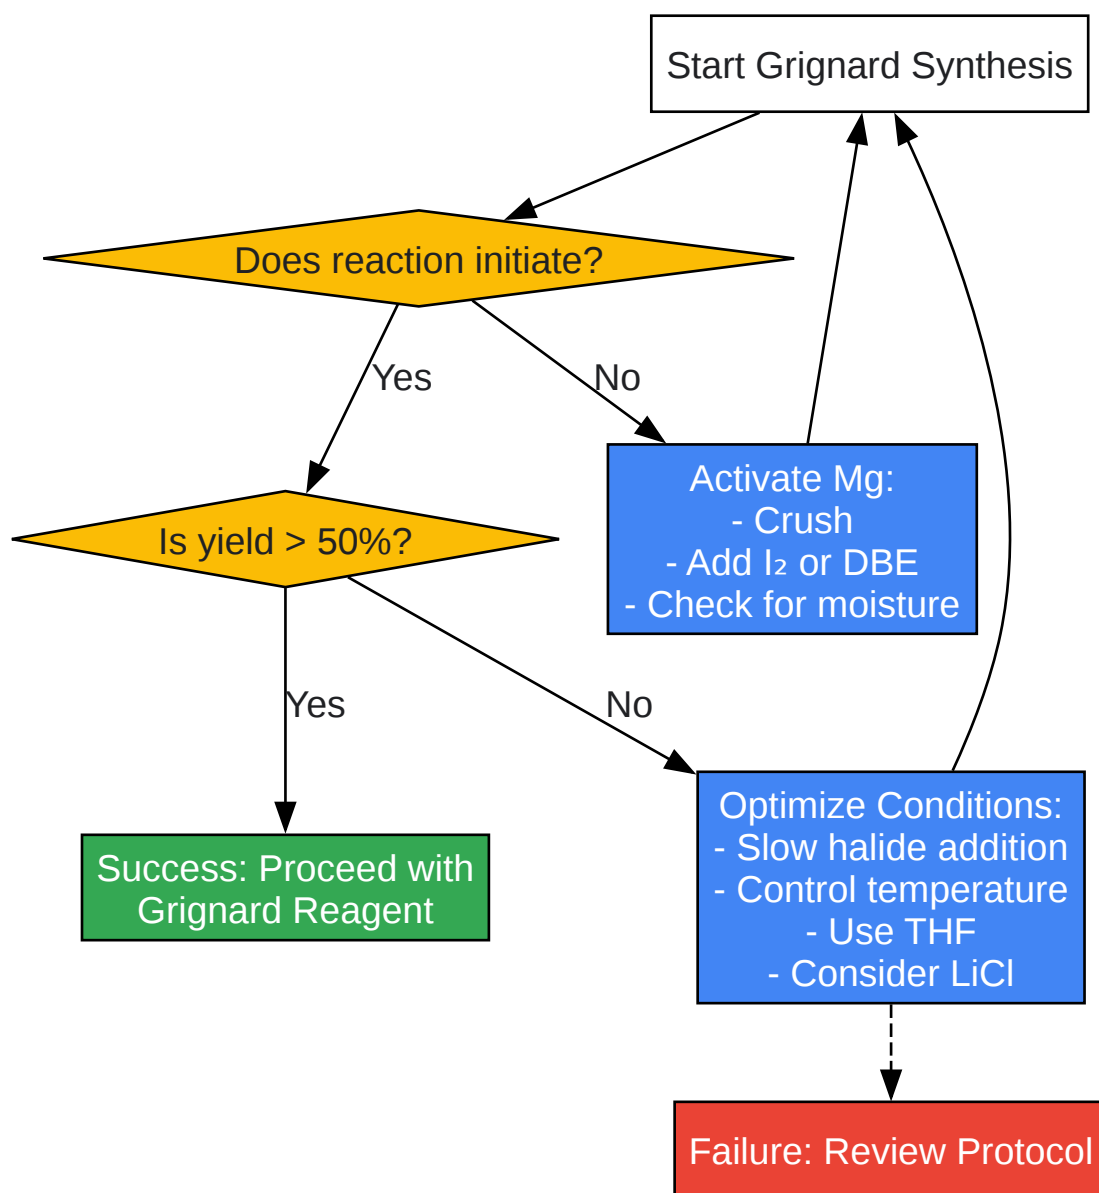 Start Grignard Synthesis
Does reaction initiate?
Yes
No
Activate Mg:
- Crush
- Add I₂ or DBE
- Check for moisture
Is yield > 50%?
Yes
No
Success: Proceed with
Grignard Reagent
Optimize Conditions:
- Slow halide addition
- Control temperature
- Use THF
- Consider LiCl
Failure: Review Protocol